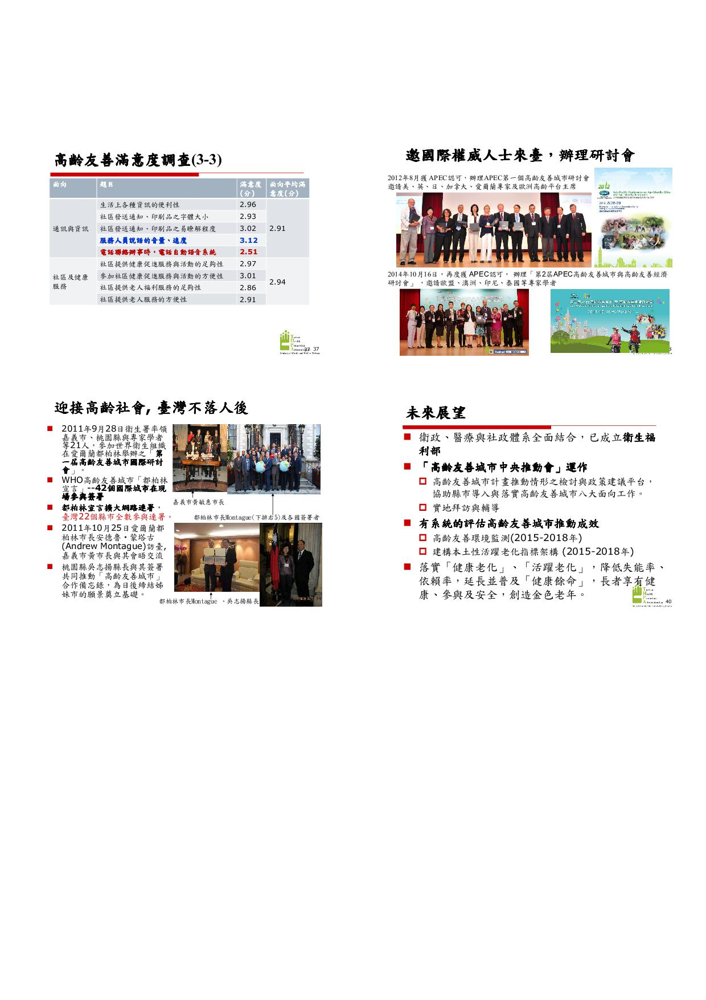 高齡友善滿意度調查(3-3)
面向 題目 滿意度(分) 面向平均滿意度(分)
通訊與資訊 生活上各種資訊的便利性 2.96 2.91
社區發送通知、印刷品之字體大小 2.93
社區發送通知、印刷品之易瞭解程度 3.02
服務人員說話的音量、速度 3.12
電話聯絡辦事時，電話自動語音系統 2.51
社區及健康服務 社區提供健康促進服務與活動的足夠性 2.97 2.94
參加社區健康促進服務與活動的方便性 3.01
社區提供老人福利服務的足夠性 2.86
社區提供老人服務的方便性 2.91
37
邀國際權威人士來臺，辦理研討會
2012年8月獲 APEC認可，辦理APEC第一個高齡友善城市研討會
邀請美、英、日、加拿大、愛爾蘭專家及歐洲高齡平台主席
2012
Asia-Pacific Conference on Age-friendly Cities
and Age-friendly Economies
2012. 8/28-29
2014年10月16日，再度獲 APEC認可， 辦理「第2屆APEC高齡友善城市與高齡友善經濟
研討會」，邀請歐盟、澳洲、印尼、泰國等專家學者
迎接高齡社會, 臺灣不落人後
2011年9月28日衛生署率領
嘉義市、桃園縣與專家學者
等21人，參加世界衛生組織
在愛爾蘭都柏林舉辦之「第
一屆高齡友善城市國際研討
會」。
WHO高齡友善城市「都柏林
宣言」--42個國際城市在現
場參與簽署
都柏林宣言擴大網路連署，
臺灣22個縣市全數參與連署。
2011年10月25日愛爾蘭都
柏林市長安德魯‧蒙塔古
(Andrew Montague)訪臺,
嘉義市黃市長與其會晤交流
桃園縣吳志揚縣長與其簽署
共同推動「高齡友善城市」
合作備忘錄，為日後締結姊
妹市的願景奠立基礎。
嘉義市黃敏惠市長
都柏林市長Montague(下排右5)及各國簽署者
都柏林市長Montague 、吳志揚縣長
未來展望
衛政、醫療與社政體系全面結合，已成立衛生福
利部
「高齡友善城市中央推動會」運作
高齡友善城市計畫推動情形之檢討與政策建議平台，
協助縣市導入與落實高齡友善城市八大面向工作。
實地拜訪與輔導
有系統的評估高齡友善城市推動成效
高齡友善環境監測(2015-2018年)
建構本土性活躍老化指標架構 (2015-2018年)
落實「健康老化」、「活躍老化」，降低失能率、
依賴率，延長並普及「健康餘命」，長者享有健
康、參與及安全，創造金色老年。
40